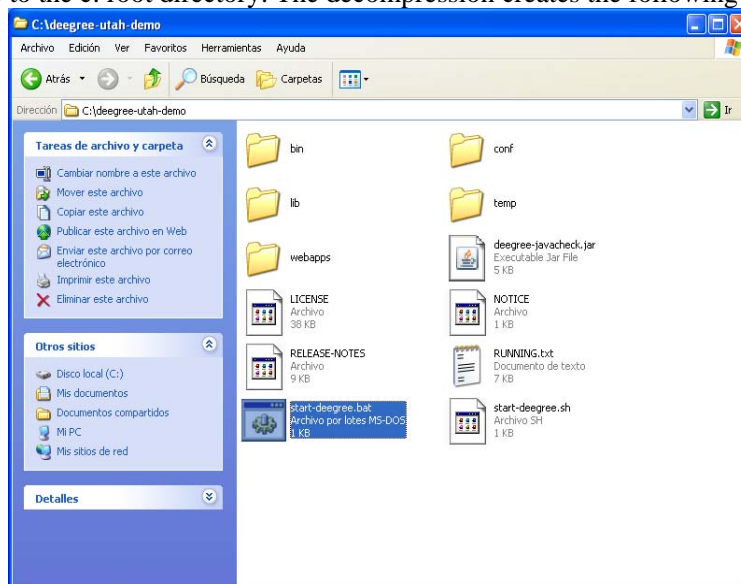 to the c: root directory. The decompression creates the following
C:\deegree-utah-demo
Archivo Edición Ver Favoritos Herramientas Ayuda
Atrás Búsqueda Carpetas
Dirección C:\deegree-utah-demo Ir
Tareas de archivo y carpeta
Cambiar nombre a este archivo
Mover este archivo
Copiar este archivo
Publicar este archivo en Web
Enviar este archivo por correo
electrónico
Imprimir este archivo
Eliminar este archivo
Otros sitios
Disco local (C:)
Mis documentos
Documentos compartidos
Mi PC
Mis sitios de red
Detalles
bin
conf
lib
temp
webapps
deegree-javacheck.jar
Executable Jar File
5 KB
LICENSE
Archivo
38 KB
NOTICE
Archivo
1 KB
RELEASE-NOTES
Archivo
9 KB
RUNNING.txt
Documento de texto
7 KB
start-deegree.bat
Archivo por lotes MS-DOS
1 KB
start-deegree.sh
Archivo SH
1 KB